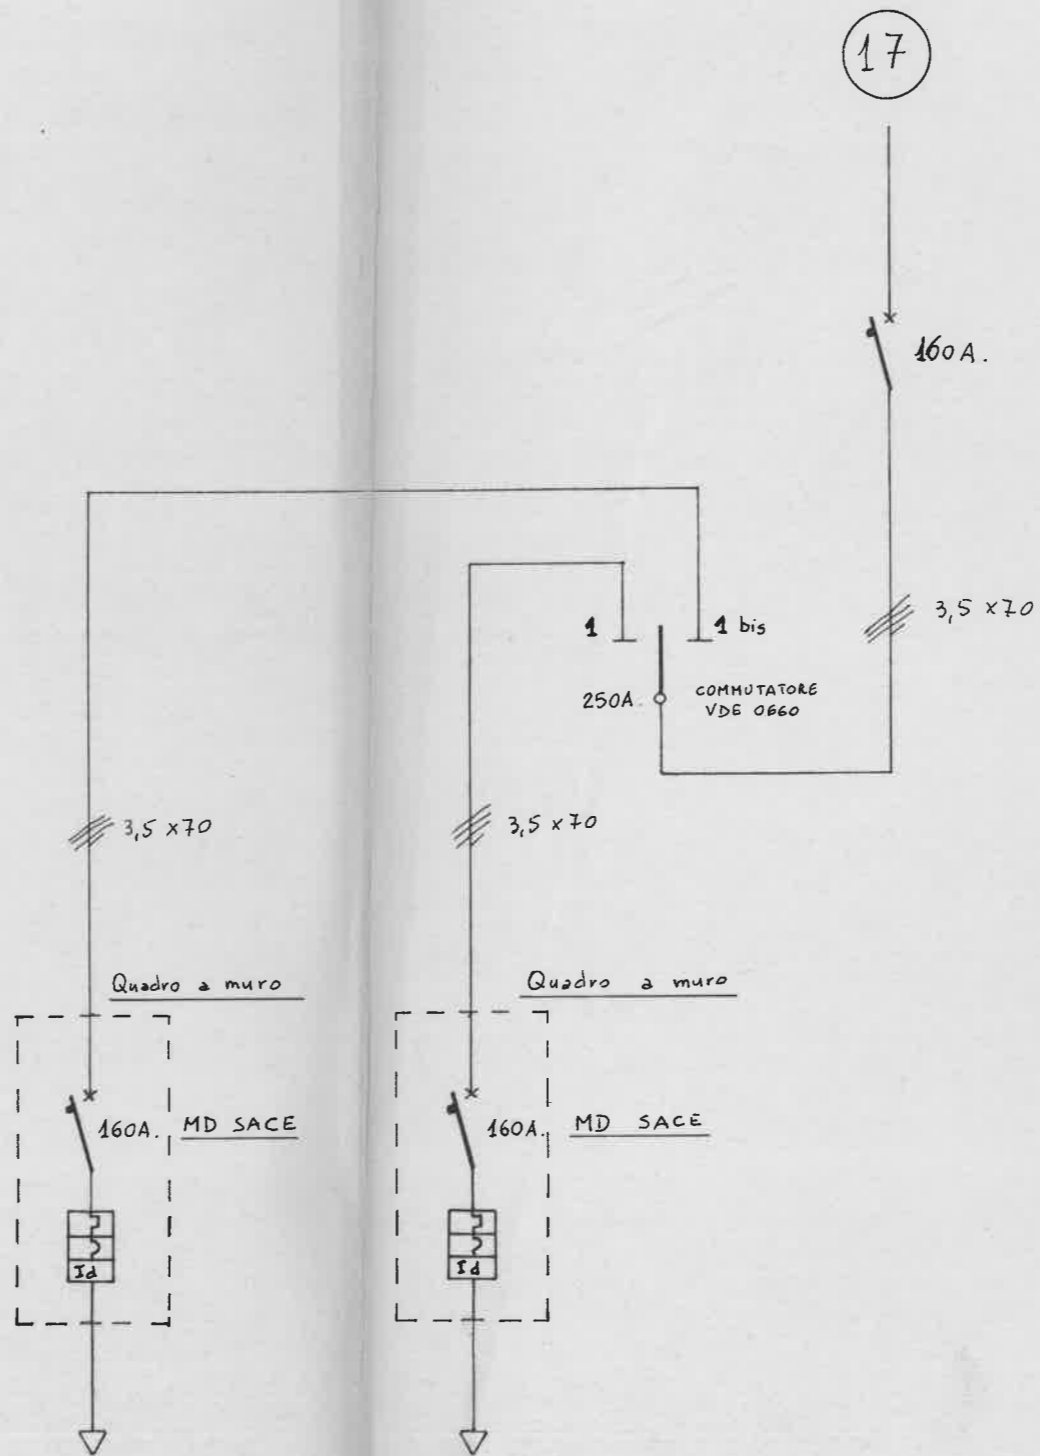 17
160A.
3,5 x70
1
1 bis
250A.
COMMUTATORE
VDE 0660
3,5 x70
3,5 x70
Quadro a muro
Quadro a muro
160A.
MD SACE
160A.
MD SACE
Id
Id